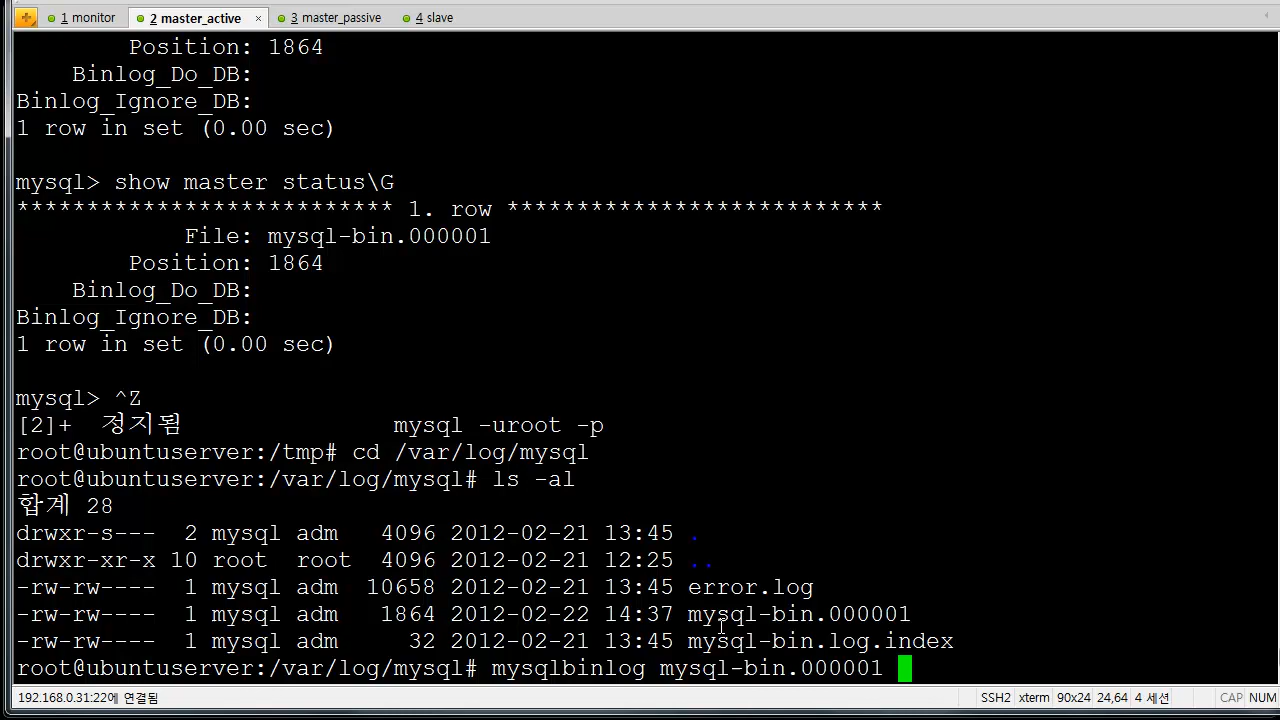 1 monitor 2 master_active × 3 master_passive 4 slave
Position: 1864
Binlog_Do_DB:
Binlog_Ignore_DB:
1 row in set (0.00 sec)
mysql> show master status\G
*************************** 1. row ***************************
File: mysql-bin.000001
Position: 1864
Binlog_Do_DB:
Binlog_Ignore_DB:
1 row in set (0.00 sec)
mysql> ^Z
[2]+ 정지됨 mysql -uroot -p
root@ubuntuserver:/tmp# cd /var/log/mysql
root@ubuntuserver:/var/log/mysql# ls -al
합계 28
drwxr-s--- 2 mysql adm 4096 2012-02-21 13:45 .
drwxr-xr-x 10 root root 4096 2012-02-21 12:25 ..
-rw-rw---- 1 mysql adm 10658 2012-02-21 13:45 error.log
-rw-rw---- 1 mysql adm 1864 2012-02-22 14:37 mysql-bin.000001
-rw-rw---- 1 mysql adm 32 2012-02-21 13:45 mysql-bin.log.index
root@ubuntuserver:/var/log/mysql# mysqlbinlog mysql-bin.000001
192.168.0.31:22에 연결됨 SSH2 xterm 90x24 24,64 4 세션 CAP NUM